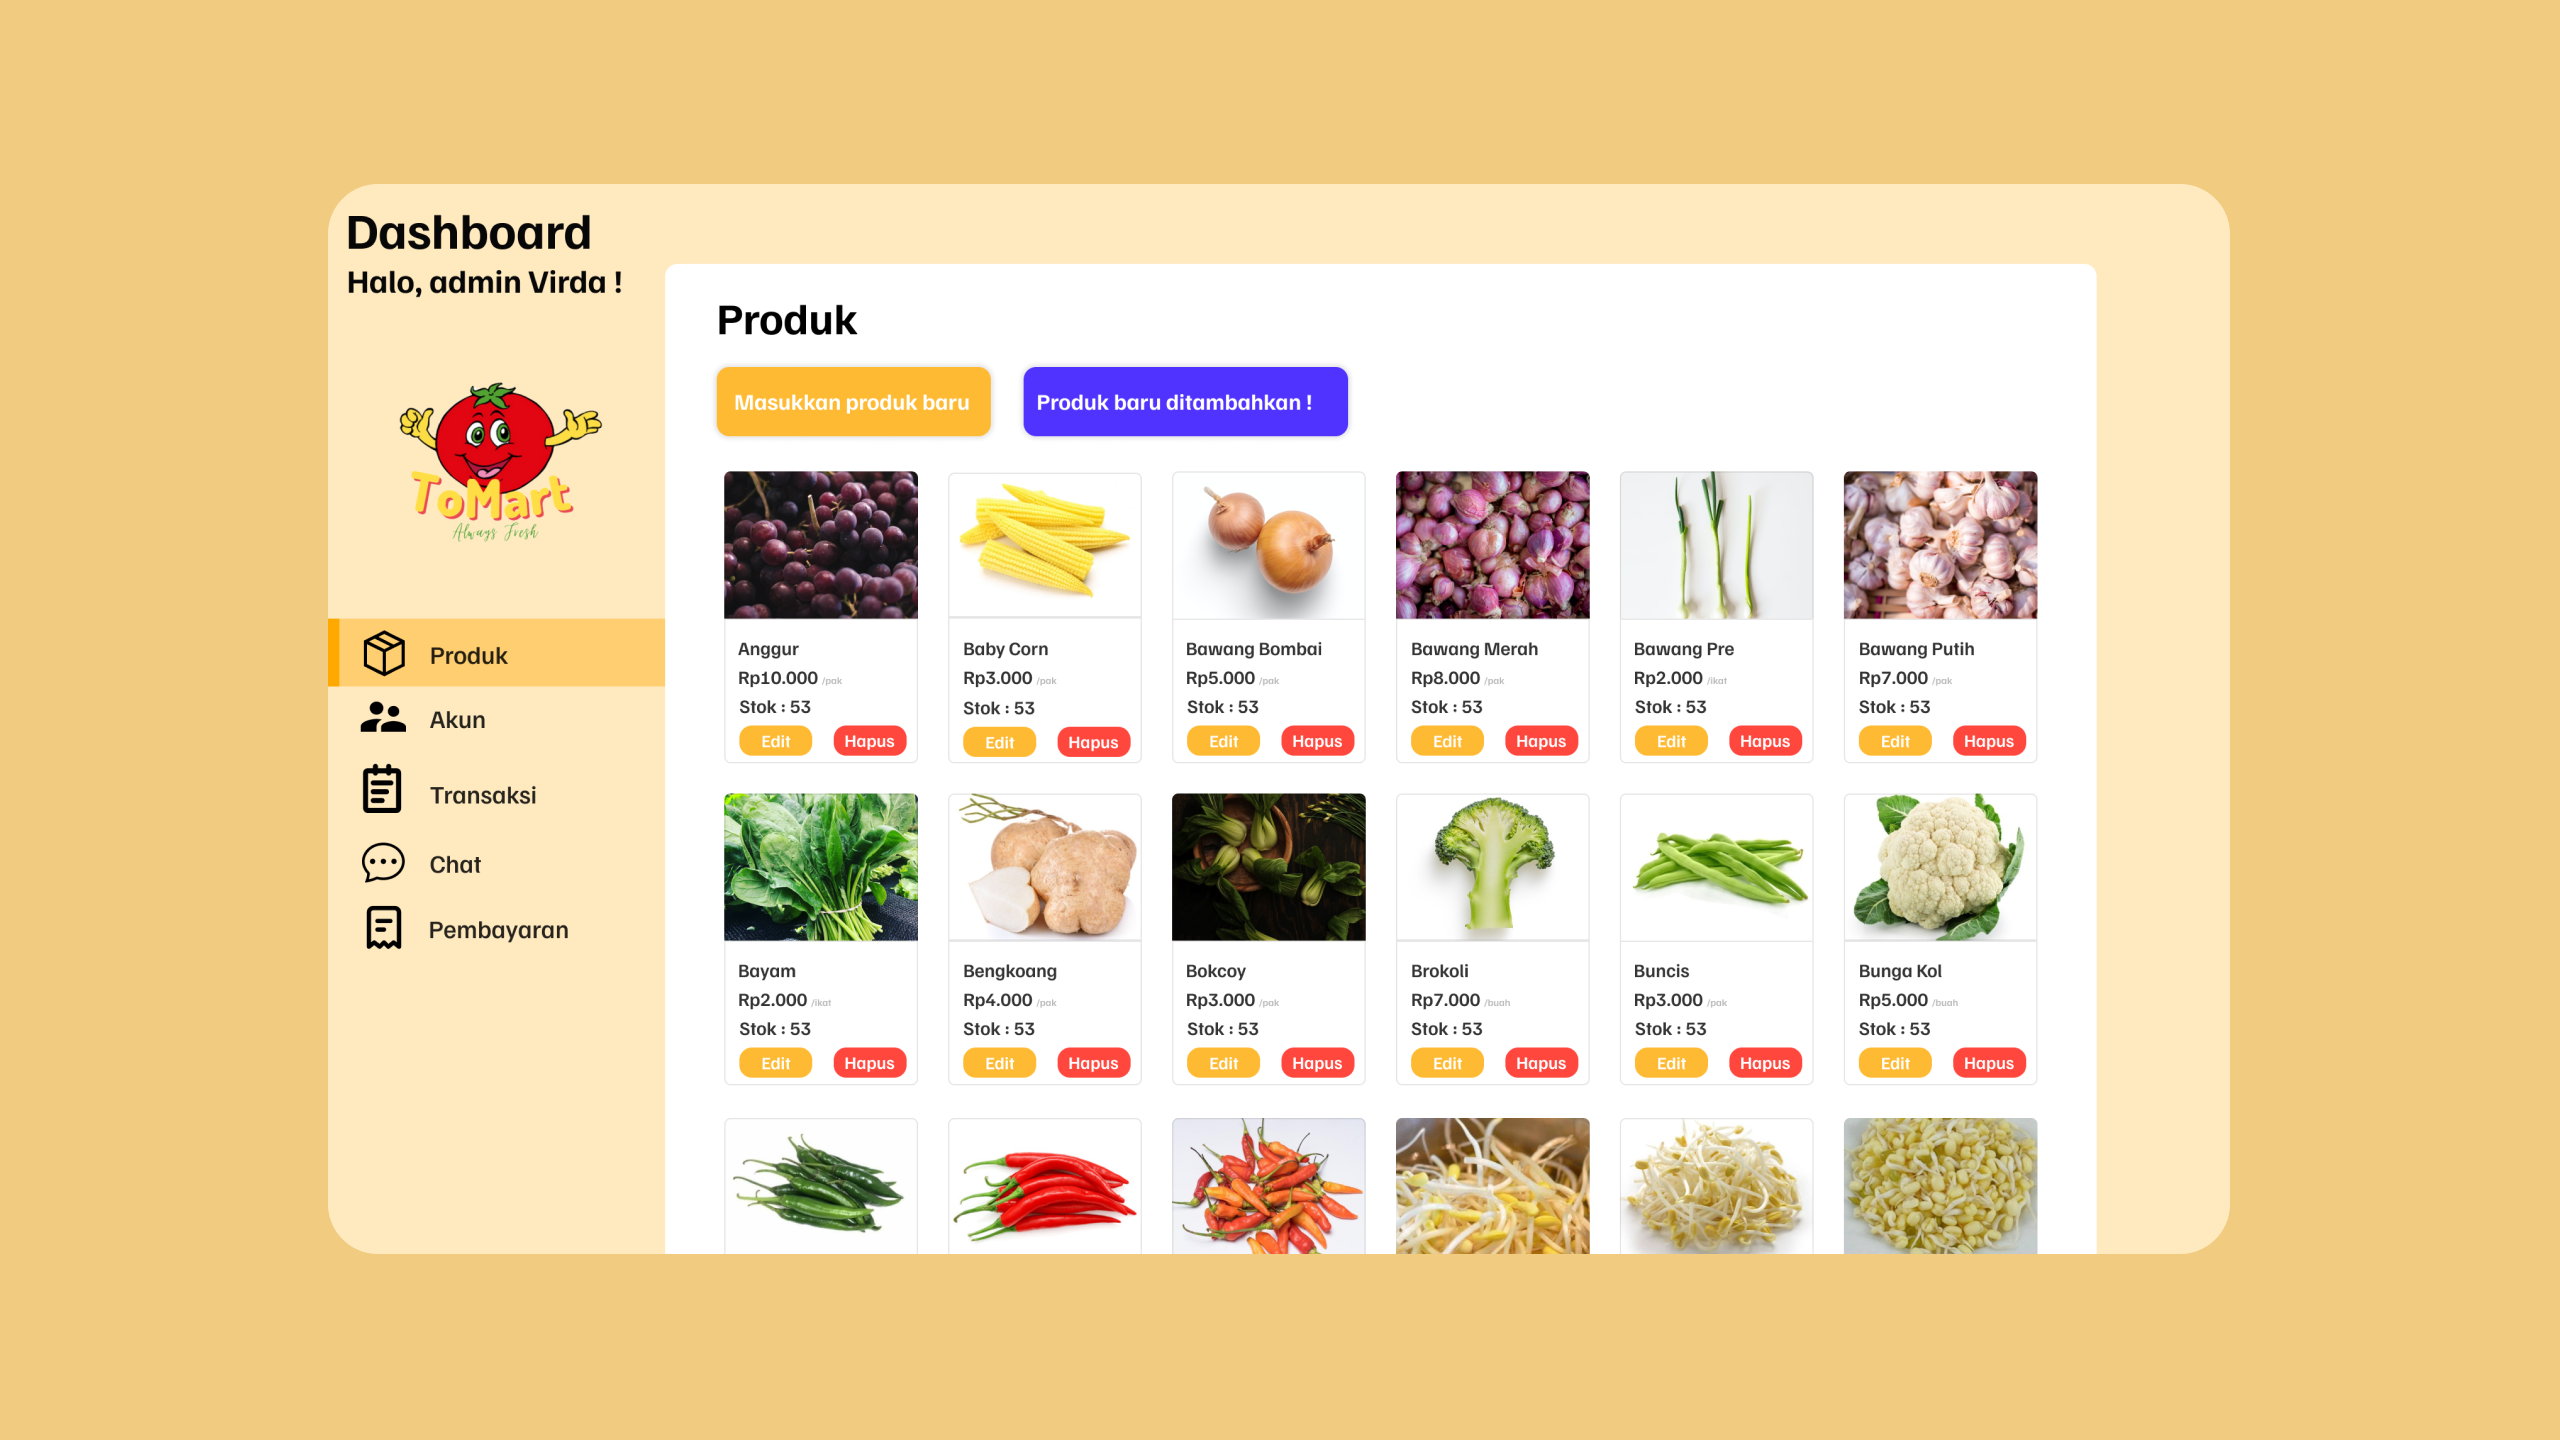 Dashboard
Halo, admin Virda !
ToMart
Always Fresh
Produk
Akun
Transaksi
Chat
Pembayaran
Produk
Masukkan produk baru
Produk baru ditambahkan !
Anggur
Rp10.000 /pak
Stok : 53
Edit Hapus
Baby Corn
Rp3.000 /pak
Stok : 53
Edit Hapus
Bawang Bombai
Rp5.000 /pak
Stok : 53
Edit Hapus
Bawang Merah
Rp8.000 /pak
Stok : 53
Edit Hapus
Bawang Pre
Rp2.000 /ikat
Stok : 53
Edit Hapus
Bawang Putih
Rp7.000 /pak
Stok : 53
Edit Hapus
Bayam
Rp2.000 /ikat
Stok : 53
Edit Hapus
Bengkoang
Rp4.000 /pak
Stok : 53
Edit Hapus
Bokcoy
Rp3.000 /pak
Stok : 53
Edit Hapus
Brokoli
Rp7.000 /buah
Stok : 53
Edit Hapus
Buncis
Rp3.000 /pak
Stok : 53
Edit Hapus
Bunga Kol
Rp5.000 /buah
Stok : 53
Edit Hapus